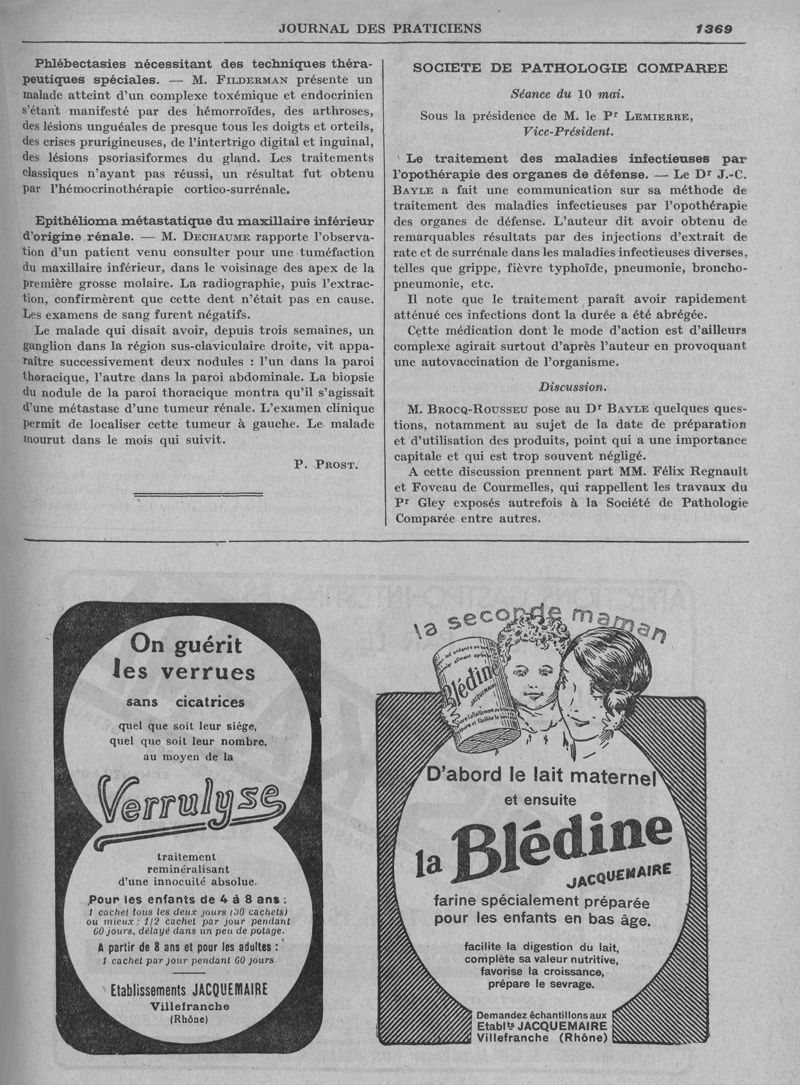 JOURNAL DES PRATICIENS
1369
Phlébectasies nécessitant des techniques théra-
peutiques spéciales. — M. Filderman présente un
malade atteint d'un complexe toxémique et endocrinien
s'étant manifesté par des hémorroïdes, des arthroses,
des lésions unguéales de presque tous les doigts et orteils,
des crises prurigineuses, de l'intertrigo digital et inguinal,
des lésions psoriasiformes du gland. Les traitements
classiques n'ayant pas réussi, un résultat fut obtenu
par l'hémocrinothérapie cortico-surrénale.
Epithélioma métastatique du maxillaire inférieur
d'origine rénale. — M. Dechaume rapporte l'observa-
tion d'un patient venu consulter pour une tuméfaction
du maxillaire inférieur, dans le voisinage des apex de la
première grosse molaire. La radiographie, puis l'extrac-
tion, confirmèrent que cette dent n'était pas en cause.
Les examens de sang furent négatifs.
Le malade qui disait avoir, depuis trois semaines, un
ganglion dans la région sus-claviculaire droite, vit appa-
raître successivement deux nodules : l'un dans la paroi
thoracique, l'autre dans la paroi abdominale. La biopsie
du nodule de la paroi thoracique montra qu'il s'agissait
d'une métastase d'une tumeur rénale. L'examen clinique
permit de localiser cette tumeur à gauche. Le malade
mourut dans le mois qui suivit.
P. Prost.
SOCIETE DE PATHOLOGIE COMPAREE
Séance du 10 mai.
Sous la présidence de M. le Pr Lemierre,
Vice-Président.
Le traitement des maladies infectieuses par
l'opothérapie des organes de défense. — Le Dr J.-C.
Bayle a fait une communication sur sa méthode de
traitement des maladies infectieuses par l'opothérapie
des organes de défense. L'auteur dit avoir obtenu de
remarquables résultats par des injections d'extrait de
rate et de surrénale dans les maladies infectieuses diverses,
telles que grippe, fièvre typhoïde, pneumonie, broncho-
pneumonie, etc.
Il note que le traitement paraît avoir rapidement
atténué ces infections dont la durée a été abrégée.
Cette médication dont le mode d'action est d'ailleurs
complexe agirait surtout d'après l'auteur en provoquant
une autovaccination de l'organisme.
Discussion.
M. Brocq-Rousseu pose au Dr Bayle quelques ques-
tions, notamment au sujet de la date de préparation
et d'utilisation des produits, point qui a une importance
capitale et qui est trop souvent négligé.
A cette discussion prennent part MM. Félix Regnault
et Foveau de Courmelles, qui rappellent les travaux du
Pr Gley exposés autrefois à la Société de Pathologie
Comparée entre autres.
On guérit
les verrues
sans cicatrices
quel que soit leur siège,
quel que soit leur nombre,
au moyen de la
Verrulyse
traitement
reminéralisant
d'une innocuité absolue.
Pour les enfants de 4 à 8 ans :
1 cachet tous les deux jours (30 cachets)
ou mieux : 1/2 cachet par jour pendant
60 jours, délayé dans un peu de potage.
A partir de 8 ans et pour les adultes :
1 cachet par jour pendant 60 jours
Etablissements JACQUEMAIRE
Villefranche
(Rhône)
la seconde maman
Blédine
JACQUEMAIRE
D'abord le lait maternel
et ensuite
la Blédine
JACQUEMAIRE
farine spécialement préparée
pour les enfants en bas âge.
facilite la digestion du lait,
complète sa valeur nutritive,
favorise la croissance,
prépare le sevrage.
Demandez échantillons aux
Etablts JACQUEMAIRE
Villefranche (Rhône)